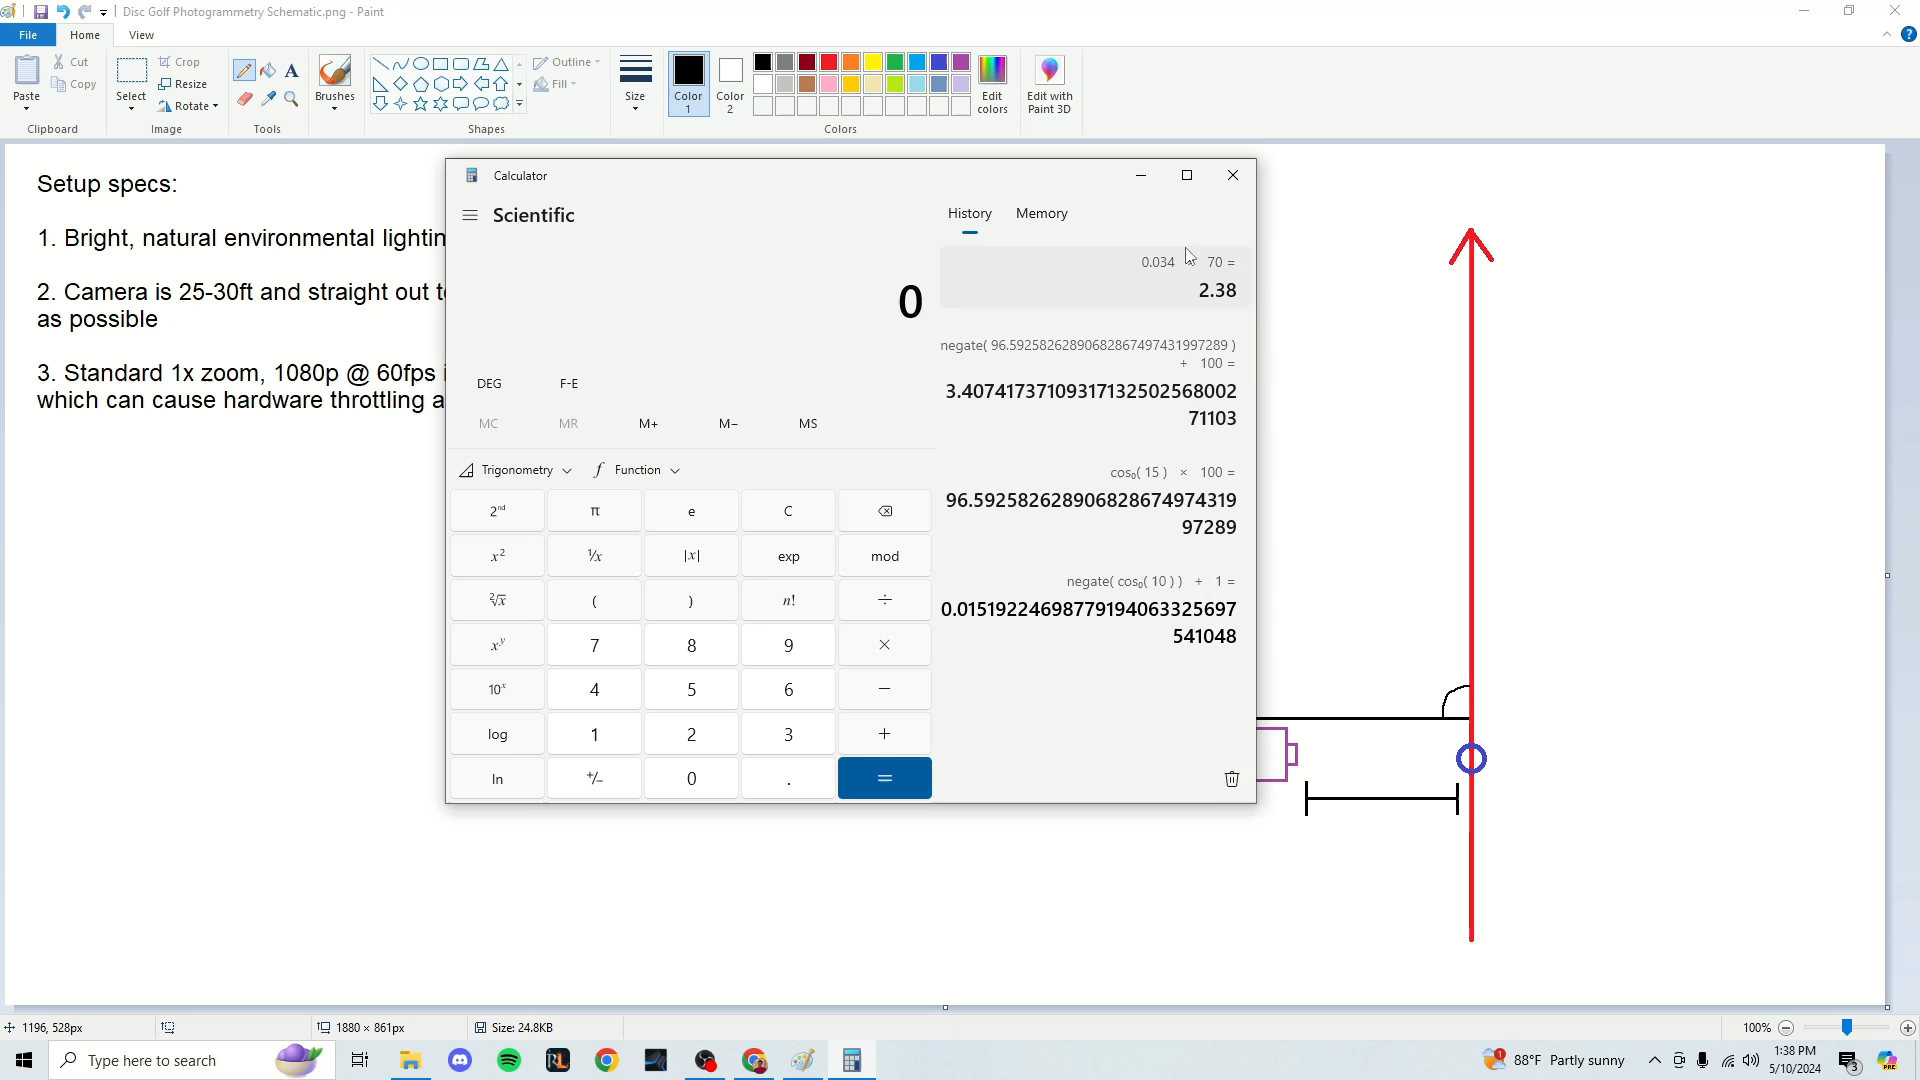 Disc Golf Photogrammetry Schematic.png - Paint
File
Home
View
Paste
Cut
Copy
Clipboard
Select
Crop
Resize
Rotate
Image
Tools
Brushes
Outline
Fill
Shapes
Size
Color
1
Color
2
Edit
colors
Edit with
Paint 3D
Colors
Setup specs:
1. Bright, natural environmental lightin
2. Camera is 25-30ft and straight out t
as possible
3. Standard 1x zoom, 1080p @ 60fps i
which can cause hardware throttling a
Calculator
Scientific
0
DEG
F-E
MC
MR
M+
M−
MS
Trigonometry
Function
2nd
π
e
C
x²
⅟x
|x|
exp
mod
²√x
(
)
n!
÷
xʸ
7
8
9
×
10ˣ
4
5
6
−
log
1
2
3
+
ln
+/−
0
.
=
History
Memory
0.034 70 =
2.38
negate( 96.59258262890682867497431997289 )
+ 100 =
3.4074173710931713250256800​2
71103
cos₀( 15 ) × 100 =
96.592582628906828674974319
97289
negate( cos₀( 10 ) ) + 1 =
0.01519224698779194063325697
541048
1196, 528px
1880 × 861px
Size: 24.8KB
100%
Type here to search
88°F Partly sunny
1:38 PM
5/10/2024
3